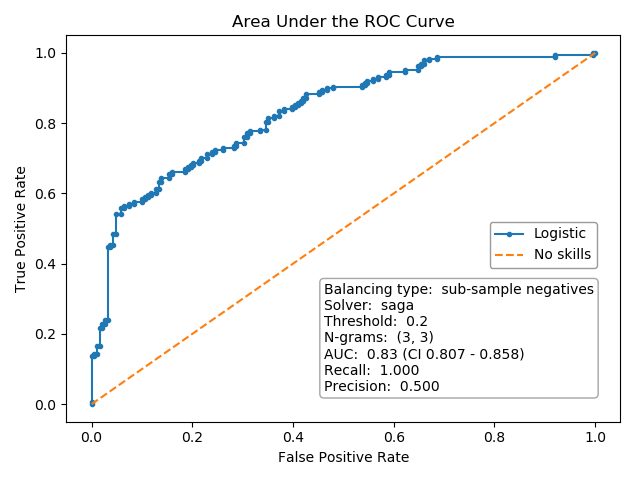 Area Under the ROC Curve
1.0
0.8
0.6
0.4
0.2
0.0
True Positive Rate
Logistic
No skills
Balancing type:  sub-sample negatives
Solver:  saga
Threshold:  0.2
N-grams:  (3, 3)
AUC:  0.83 (CI 0.807 - 0.858)
Recall:  1.000
Precision:  0.500
0.0 0.2 0.4 0.6 0.8 1.0
False Positive Rate